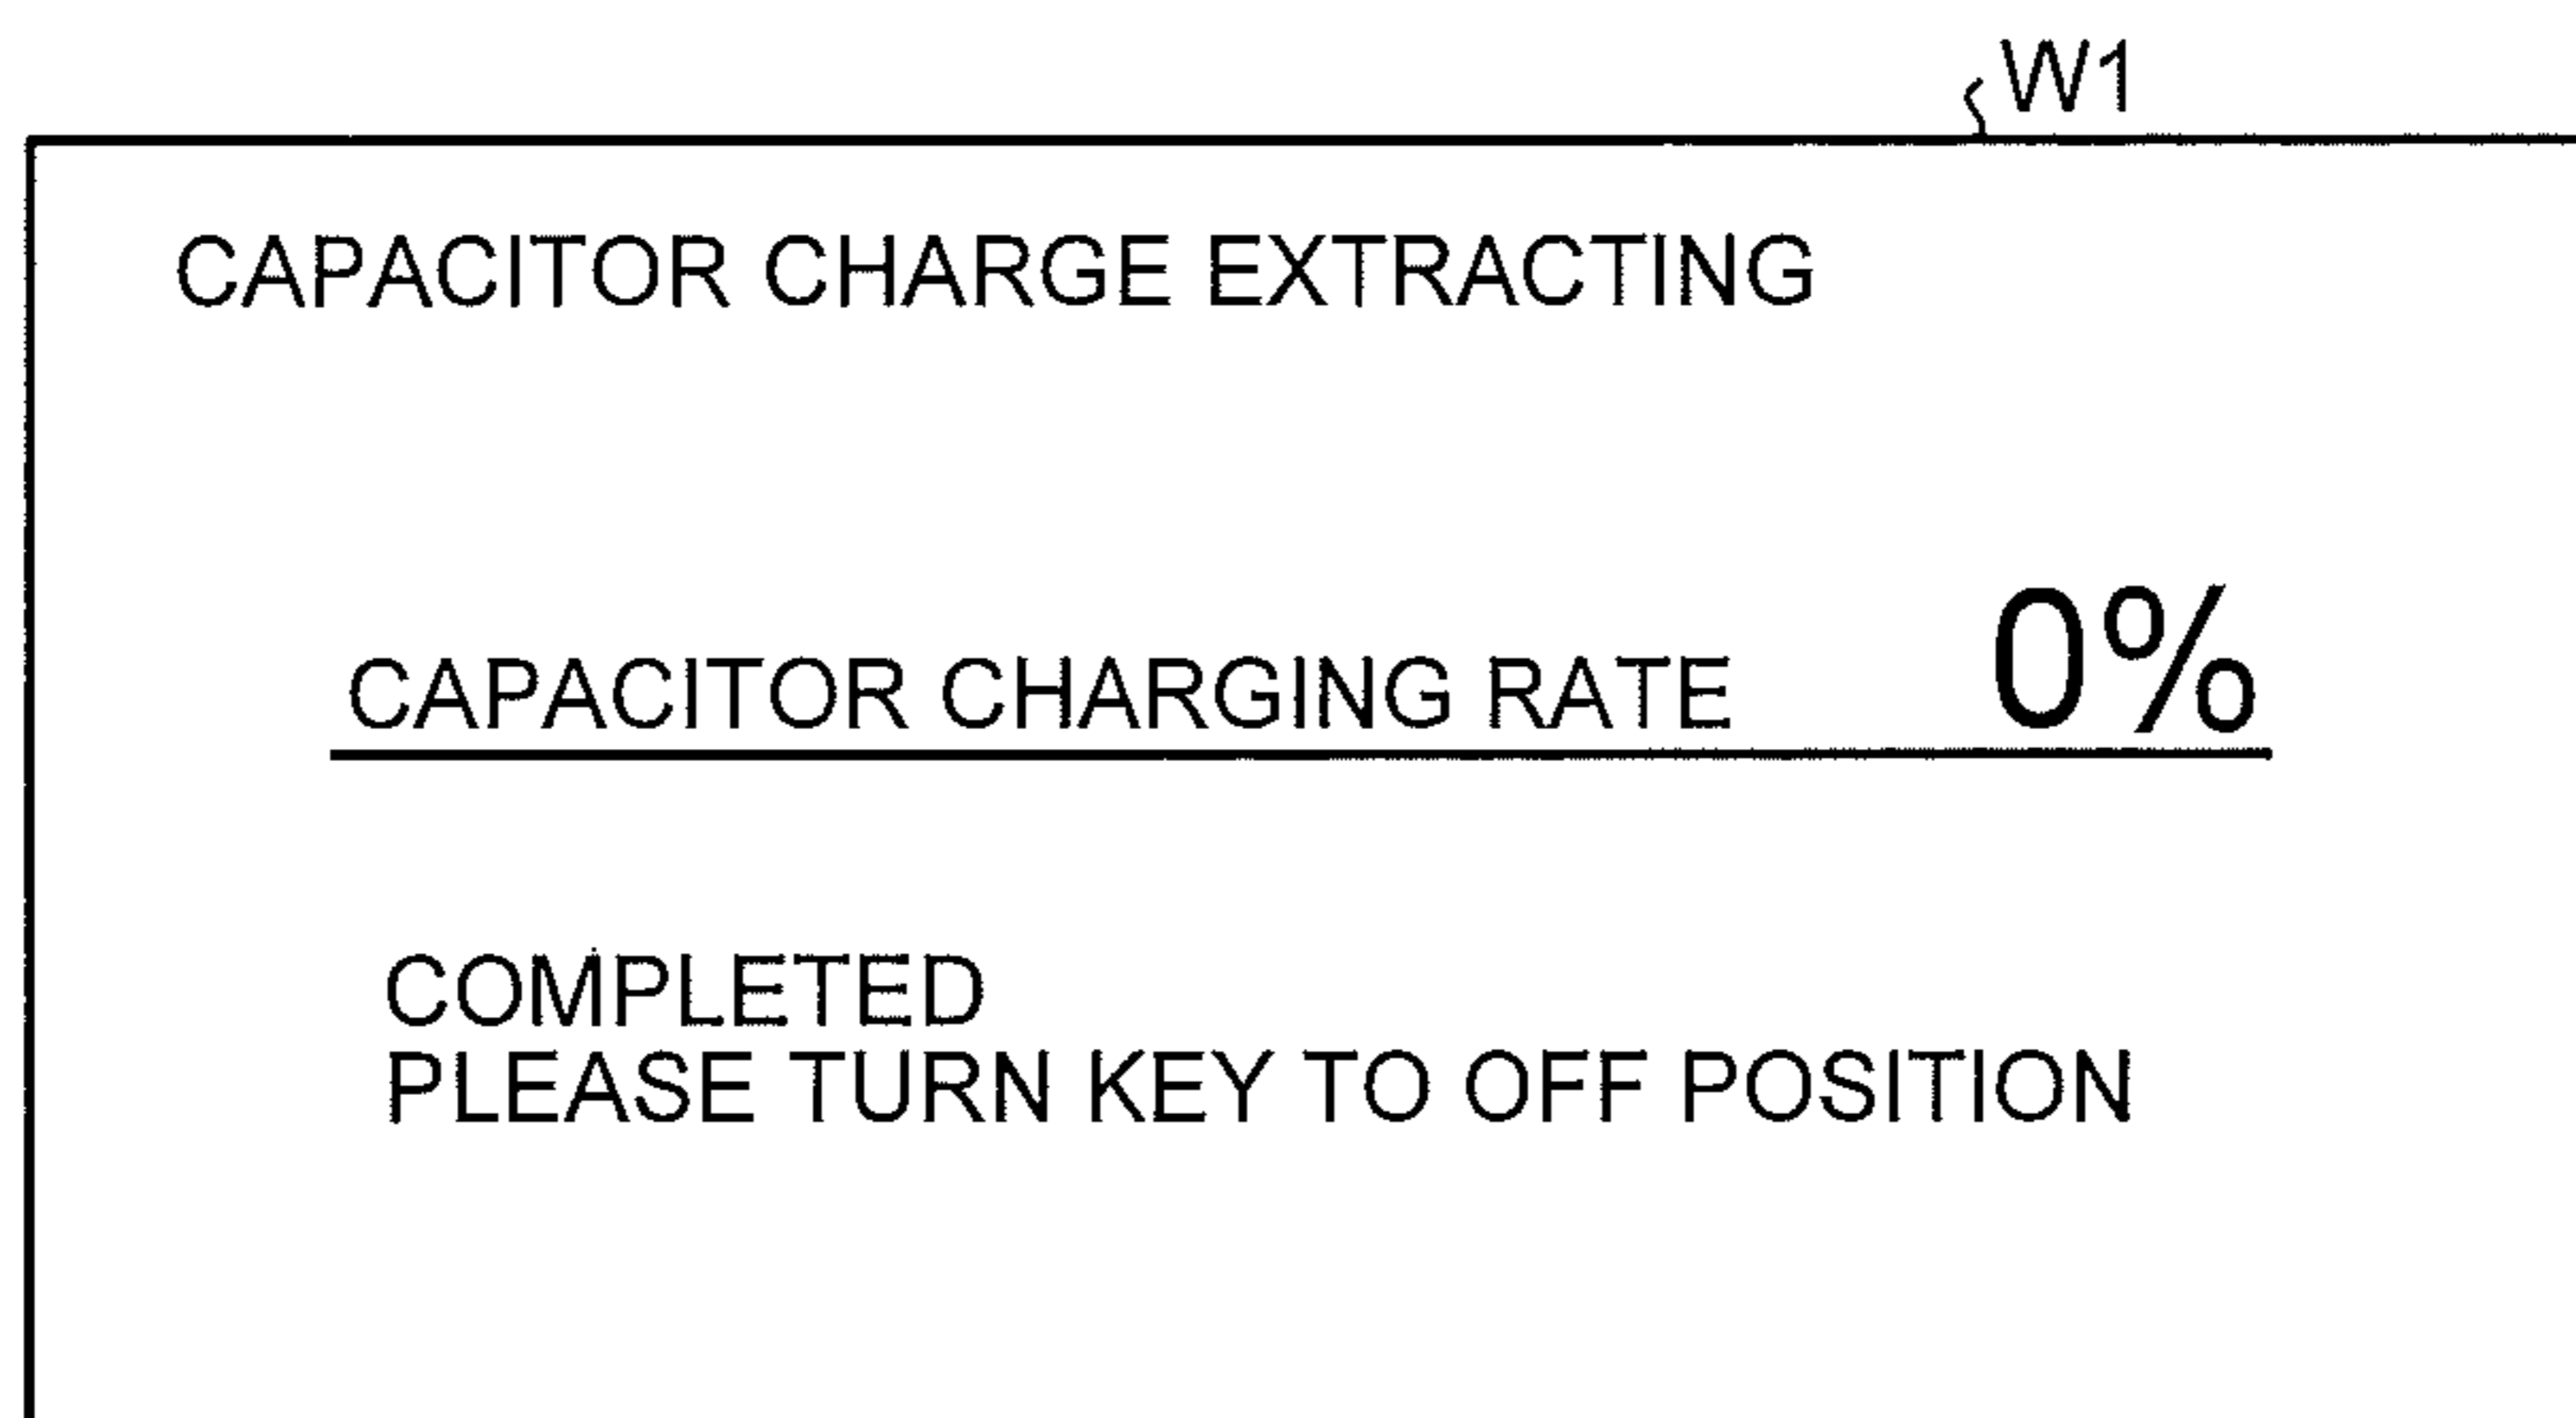 W1
CAPACITOR CHARGE EXTRACTING
CAPACITOR CHARGING RATE 0%
COMPLETED
PLEASE TURN KEY TO OFF POSITION